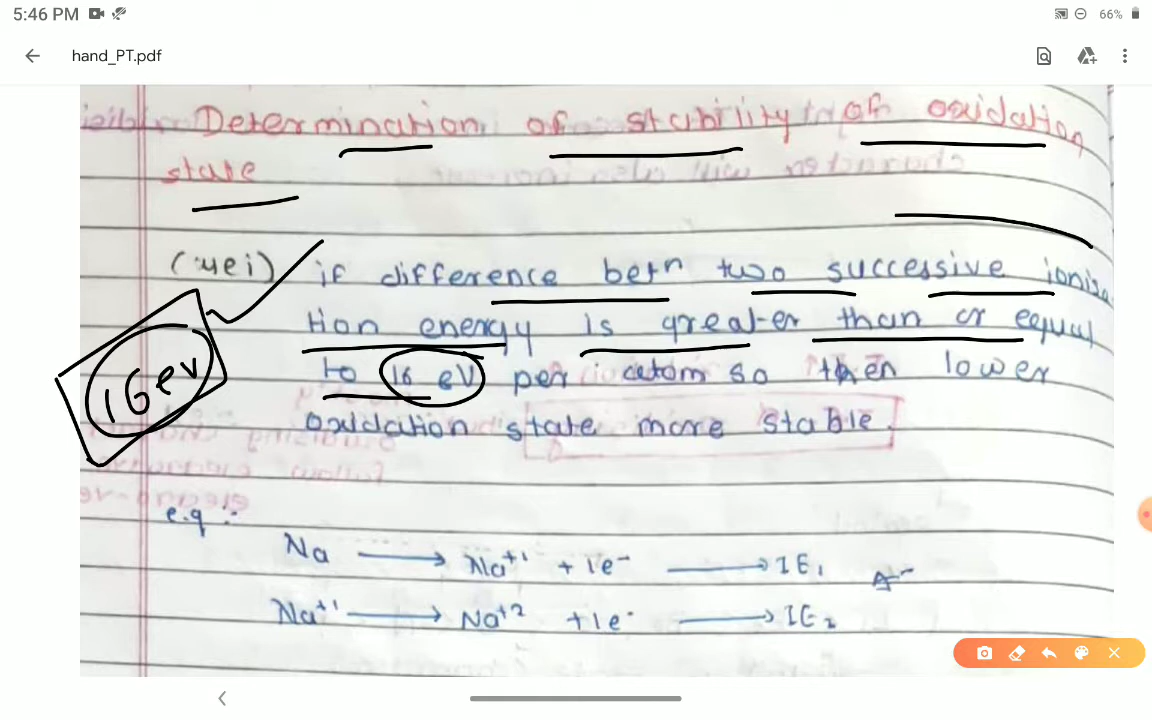 5:46 PM
66%
hand_PT.pdf
Determination of stability of oxidation
state
if difference betn two successive ioniza
tion energy is greater than or equal
to 16 eV per atom so then lower
oxidation state more stable.
16 eV
e.g :-
Na → Na⁺¹ + 1e⁻ → IE₁
Na⁺¹ → Na⁺² + 1e⁻ → IE₂